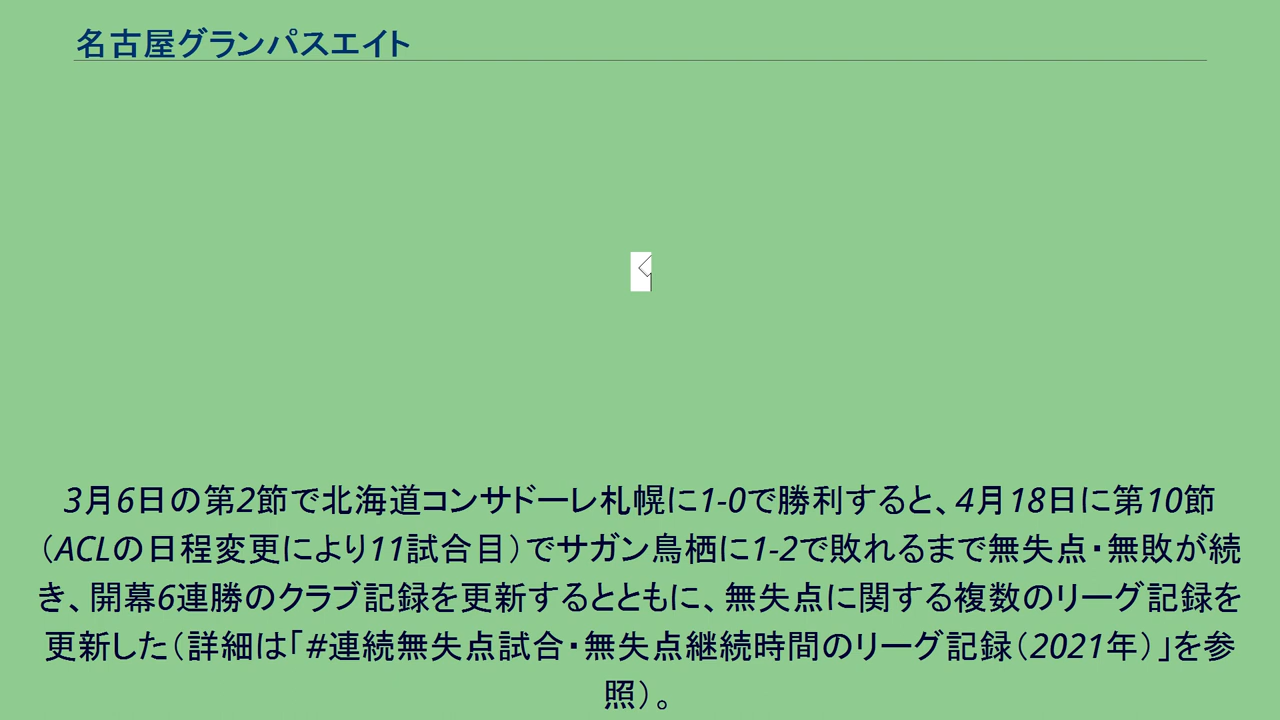 名古屋グランパスエイト
3月6日の第2節で北海道コンサドーレ札幌に1-0で勝利すると、4月18日に第10節
（ACLの日程変更により11試合目）でサガン鳥栖に1-2で敗れるまで無失点・無敗が続
き、開幕6連勝のクラブ記録を更新するとともに、無失点に関する複数のリーグ記録を
更新した（詳細は「#連続無失点試合・無失点継続時間のリーグ記録（2021年）」を参
照）。